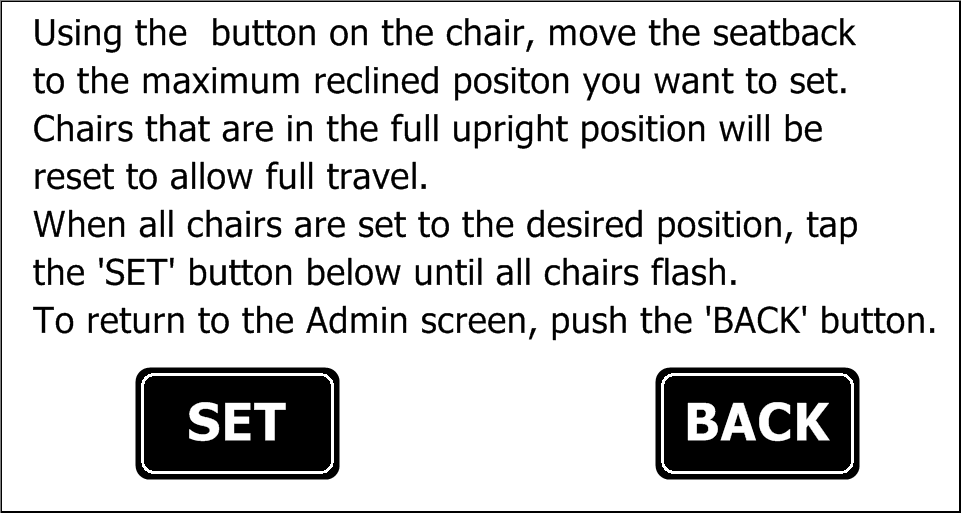 Using the  button on the chair, move the seatback
to the maximum reclined positon you want to set.
Chairs that are in the full upright position will be
reset to allow full travel.
When all chairs are set to the desired position, tap
the 'SET' button below until all chairs flash.
To return to the Admin screen, push the 'BACK' button.
SET
BACK